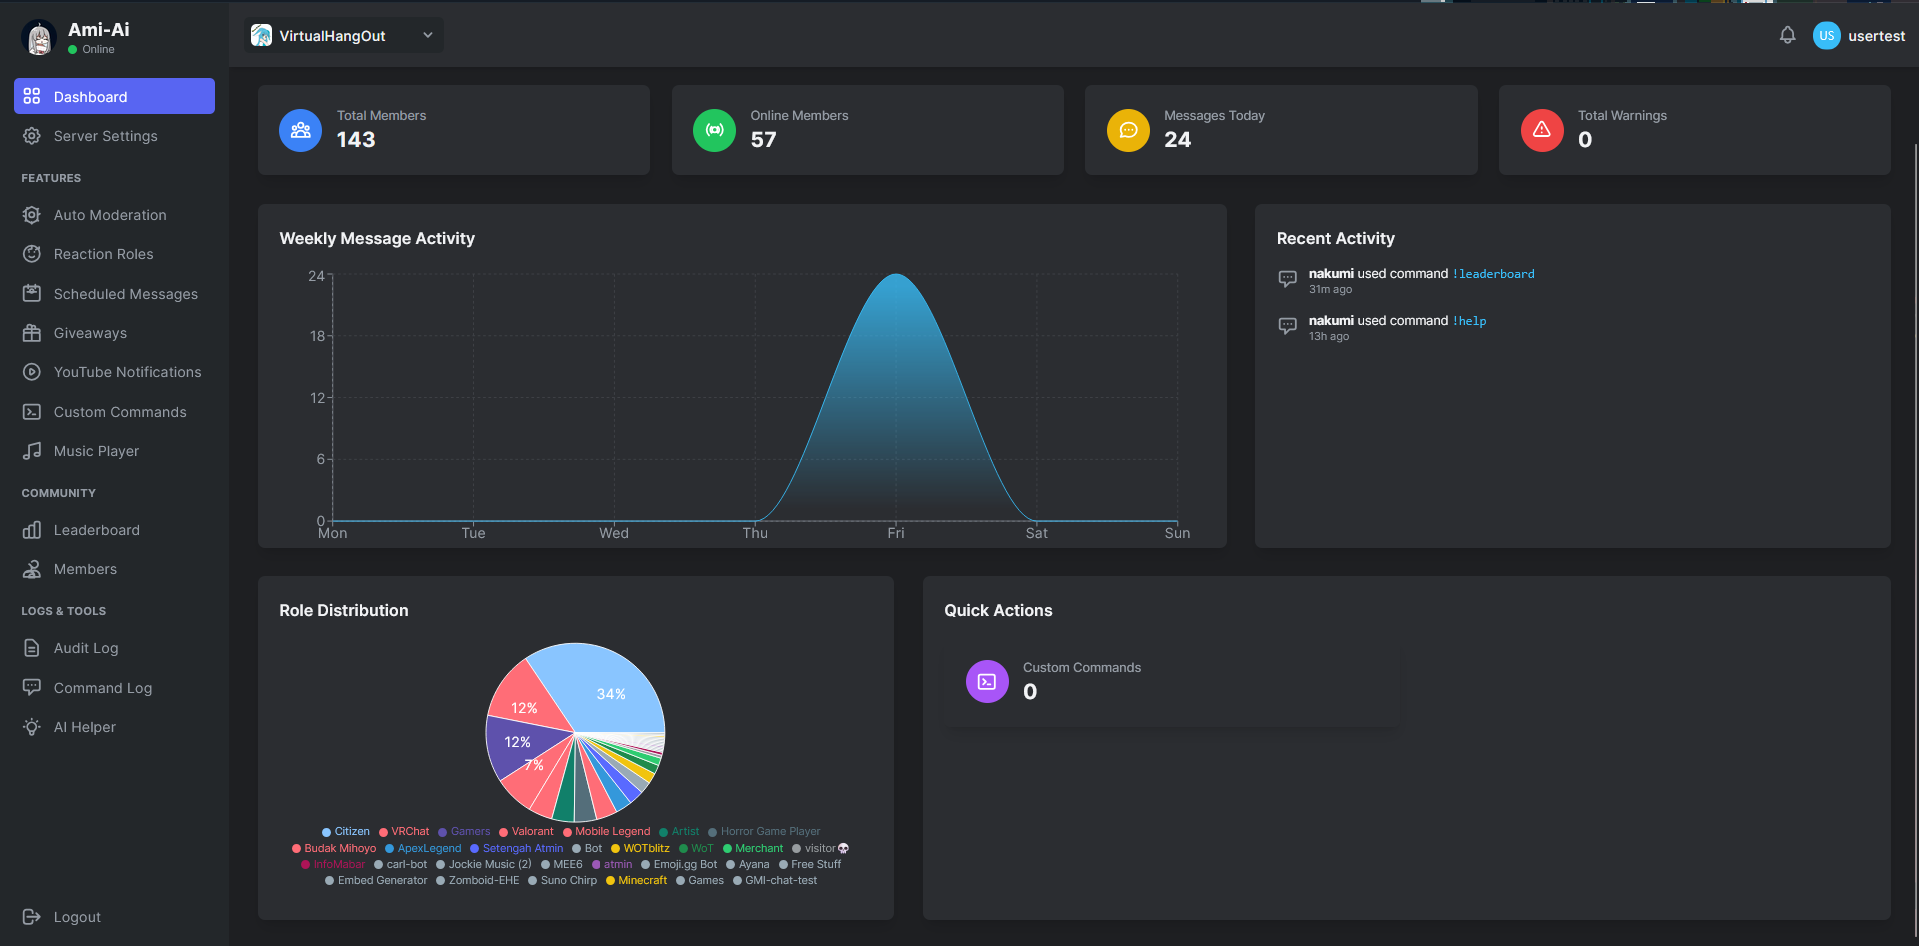 Ami-Ai
Online
VirtualHangOut
US
usertest
Dashboard
Server Settings
FEATURES
Auto Moderation
Reaction Roles
Scheduled Messages
Giveaways
YouTube Notifications
Custom Commands
Music Player
COMMUNITY
Leaderboard
Members
LOGS & TOOLS
Audit Log
Command Log
AI Helper
Logout
Total Members
143
Online Members
57
Messages Today
24
Total Warnings
0
Weekly Message Activity
24
18
12
6
0
Mon Tue Wed Thu Fri Sat Sun
Recent Activity
nakumi used command !leaderboard
31m ago
nakumi used command !help
13h ago
Role Distribution
34%
12%
12%
7%
Citizen VRChat Gamers Valorant Mobile Legend Artist Horror Game Player
Budak Mihoyo ApexLegend Setengah Atmin Bot WOTblitz WoT Merchant visitor💀
InfoMabar carl-bot Jockie Music (2) MEE6 atmin Emoji.gg Bot Ayana Free Stuff
Embed Generator Zomboid-EHE Suno Chirp Minecraft Games GMI-chat-test
Quick Actions
Custom Commands
0